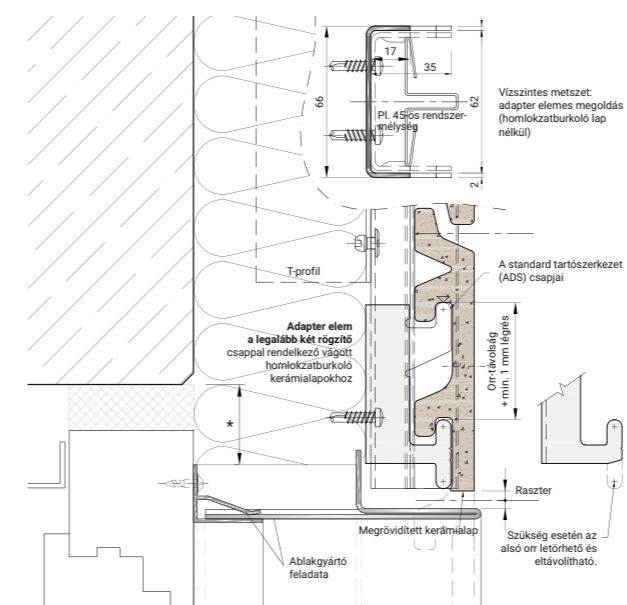 17
35
66
62
2
Pl. 45-ös rendszer-
mélység
Vízszintes metszet:
adapter elemes megoldás
(homlokzatburkoló lap
nélkül)
T-profil
A standard tartószerkezet
(ADS) csapjai
Adapter elem
a legalább két rögzítő
csappal rendelkező vágott
homlokzatburkoló
kerámialapokhoz
Orr-távolság
+ min. 1 mm légrés
*
Raszter
Megrövidített kerámialap
Szükség esetén az
alsó orr letörhető és
eltávolítható.
Ablakgyártó
feladata